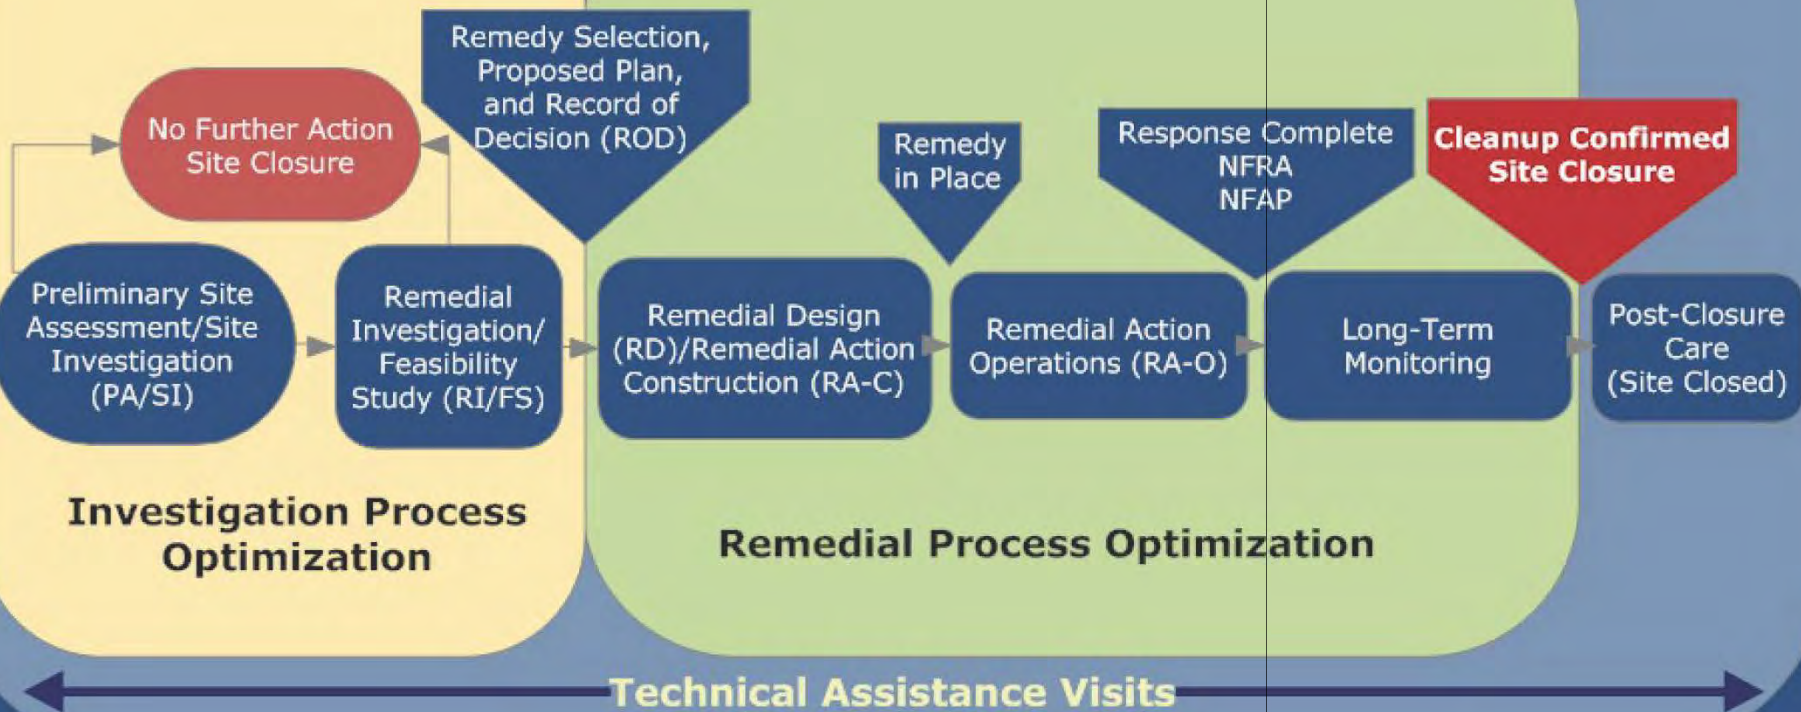 Remedy Selection,
Proposed Plan,
and Record of
Decision (ROD)
No Further Action
Site Closure
Remedy
in Place
Response Complete
NFRA
NFAP
Cleanup Confirmed
Site Closure
Preliminary Site
Assessment/Site
Investigation
(PA/SI)
Remedial
Investigation/
Feasibility
Study (RI/FS)
Remedial Design
(RD)/Remedial Action
Construction (RA-C)
Remedial Action
Operations (RA-O)
Long-Term
Monitoring
Post-Closure
Care
(Site Closed)
Investigation Process
Optimization
Remedial Process Optimization
Technical Assistance Visits